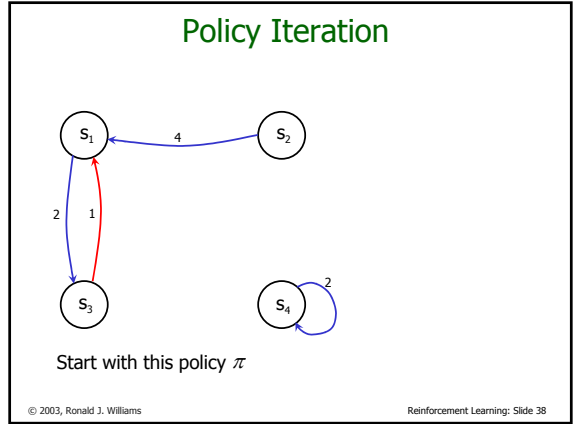 Policy Iteration
S1
4
S2
2
1
S3
S4
2
Start with this policy π
© 2003, Ronald J. Williams
Reinforcement Learning: Slide 38